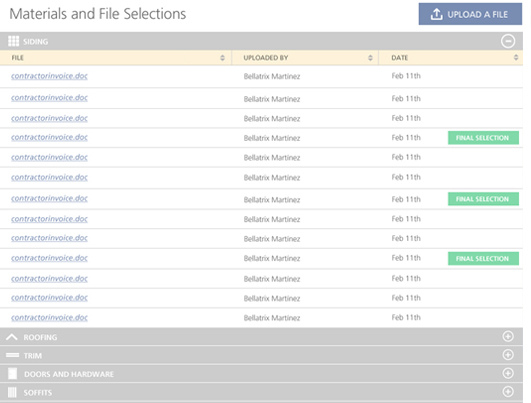 Materials and File Selections UPLOAD A FILE
SIDING
FILE UPLOADED BY DATE
contractorinvoice.doc Bellatrix Martinez Feb 11th
contractorinvoice.doc Bellatrix Martinez Feb 11th
contractorinvoice.doc Bellatrix Martinez Feb 11th
contractorinvoice.doc Bellatrix Martinez Feb 11th FINAL SELECTION
contractorinvoice.doc Bellatrix Martinez Feb 11th
contractorinvoice.doc Bellatrix Martinez Feb 11th
contractorinvoice.doc Bellatrix Martinez Feb 11th FINAL SELECTION
contractorinvoice.doc Bellatrix Martinez Feb 11th
contractorinvoice.doc Bellatrix Martinez Feb 11th
contractorinvoice.doc Bellatrix Martinez Feb 11th FINAL SELECTION
contractorinvoice.doc Bellatrix Martinez Feb 11th
contractorinvoice.doc Bellatrix Martinez Feb 11th
contractorinvoice.doc Bellatrix Martinez Feb 11th
ROOFING
TRIM
DOORS AND HARDWARE
SOFFITS